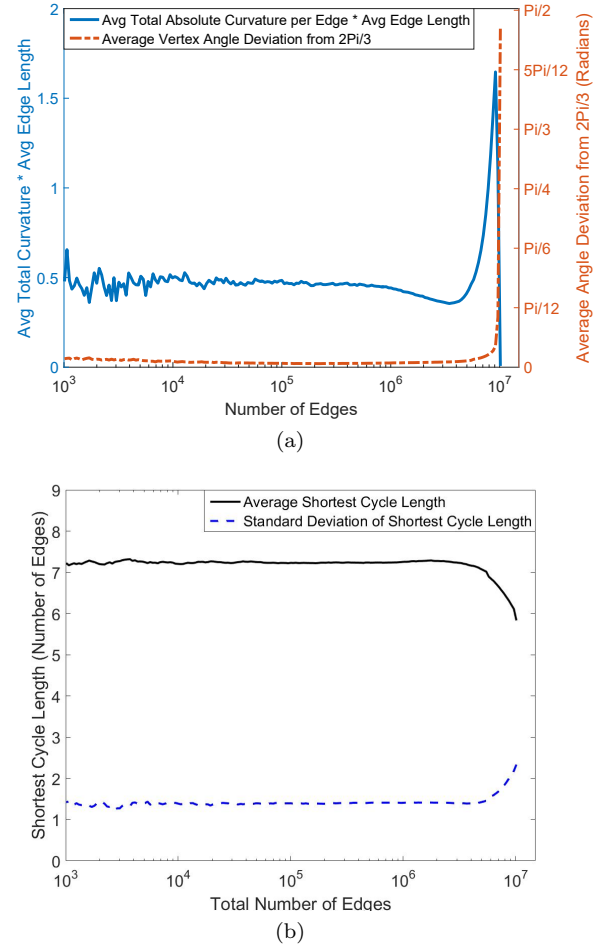 Avg Total Curvature * Avg Edge Length
2
1.5
1
0.5
0
Avg Total Absolute Curvature per Edge * Avg Edge Length
Average Vertex Angle Deviation from 2Pi/3
Pi/2
5Pi/12
Pi/3
Pi/4
Pi/6
Pi/12
0
Average Angle Deviation from 2Pi/3 (Radians)
10^3 10^4 10^5 10^6 10^7
Number of Edges
(a)
Shortest Cycle Length (Number of Edges)
9
8
7
6
5
4
3
2
1
0
Average Shortest Cycle Length
Standard Deviation of Shortest Cycle Length
10^3 10^4 10^5 10^6 10^7
Total Number of Edges
(b)